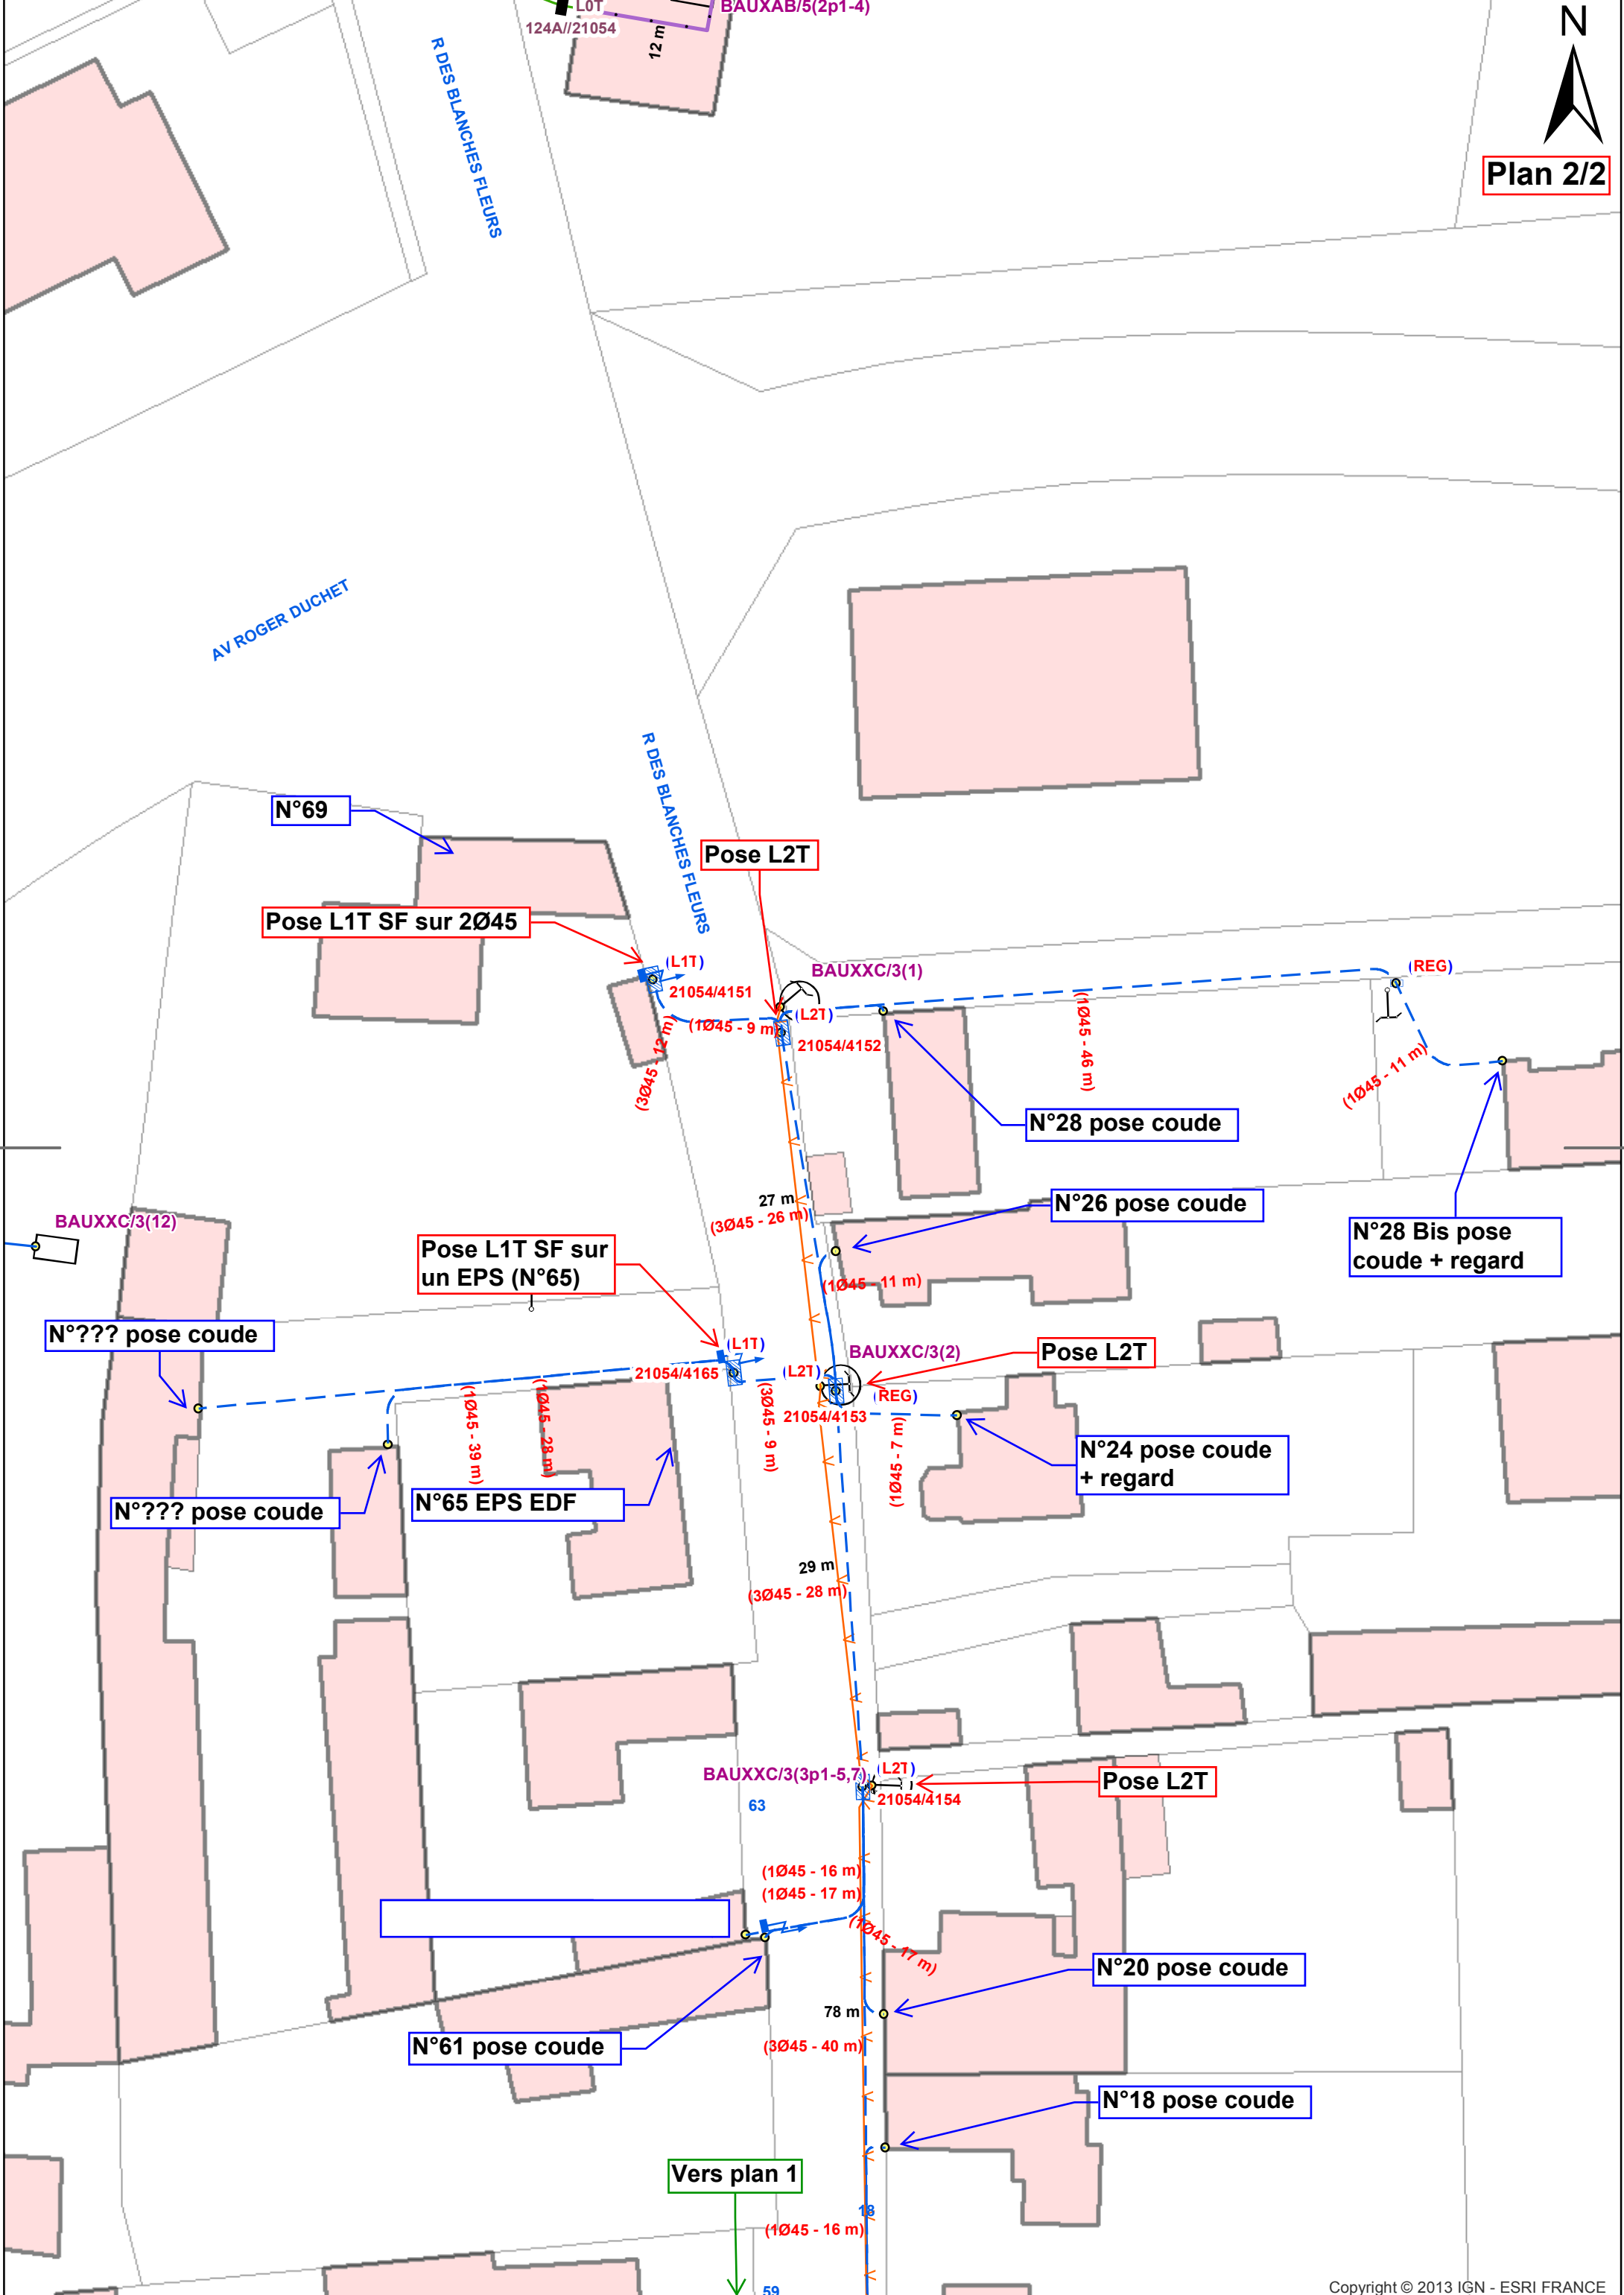 L0T
124A//21054
BAUXAB/5(2p1-4)
12 m
N
Plan 2/2
R DES BLANCHES FLEURS
AV ROGER DUCHET
R DES BLANCHES FLEURS
N°69
Pose L2T
Pose L1T SF sur 2Ø45
(L1T)
21054/4151
BAUXXC/3(1)
(REG)
(L2T)
(1Ø45 - 9 m)
21054/4152
(3Ø45 - 12 m)
(1Ø45 - 46 m)
(1Ø45 - 11 m)
N°28 pose coude
27 m
(3Ø45 - 26 m)
N°26 pose coude
BAUXXC/3(12)
N°28 Bis pose
coude + regard
Pose L1T SF sur
un EPS (N°65)
(1Ø45 - 11 m)
N°??? pose coude
(L1T)
BAUXXC/3(2)
Pose L2T
21054/4165
(L2T)
(REG)
21054/4153
(1Ø45 - 39 m)
(1Ø45 - 28 m)
(3Ø45 - 9 m)
(1Ø45 - 7 m)
N°24 pose coude
+ regard
N°??? pose coude
N°65 EPS EDF
29 m
(3Ø45 - 28 m)
BAUXXC/3(3p1-5,7)
(L2T)
21054/4154
Pose L2T
63
(1Ø45 - 16 m)
(1Ø45 - 17 m)
(1Ø45 - 17 m)
N°20 pose coude
78 m
(3Ø45 - 40 m)
N°61 pose coude
N°18 pose coude
Vers plan 1
18
(1Ø45 - 16 m)
59
Copyright © 2013 IGN - ESRI FRANCE